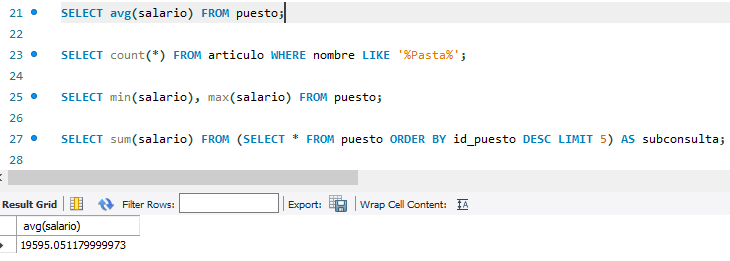 21 SELECT avg(salario) FROM puesto;
22
23 SELECT count(*) FROM articulo WHERE nombre LIKE '%Pasta%';
24
25 SELECT min(salario), max(salario) FROM puesto;
26
27 SELECT sum(salario) FROM (SELECT * FROM puesto ORDER BY id_puesto DESC LIMIT 5) AS subconsulta;
28
Result Grid Filter Rows: Export: Wrap Cell Content:
avg(salario)
19595.051179999973